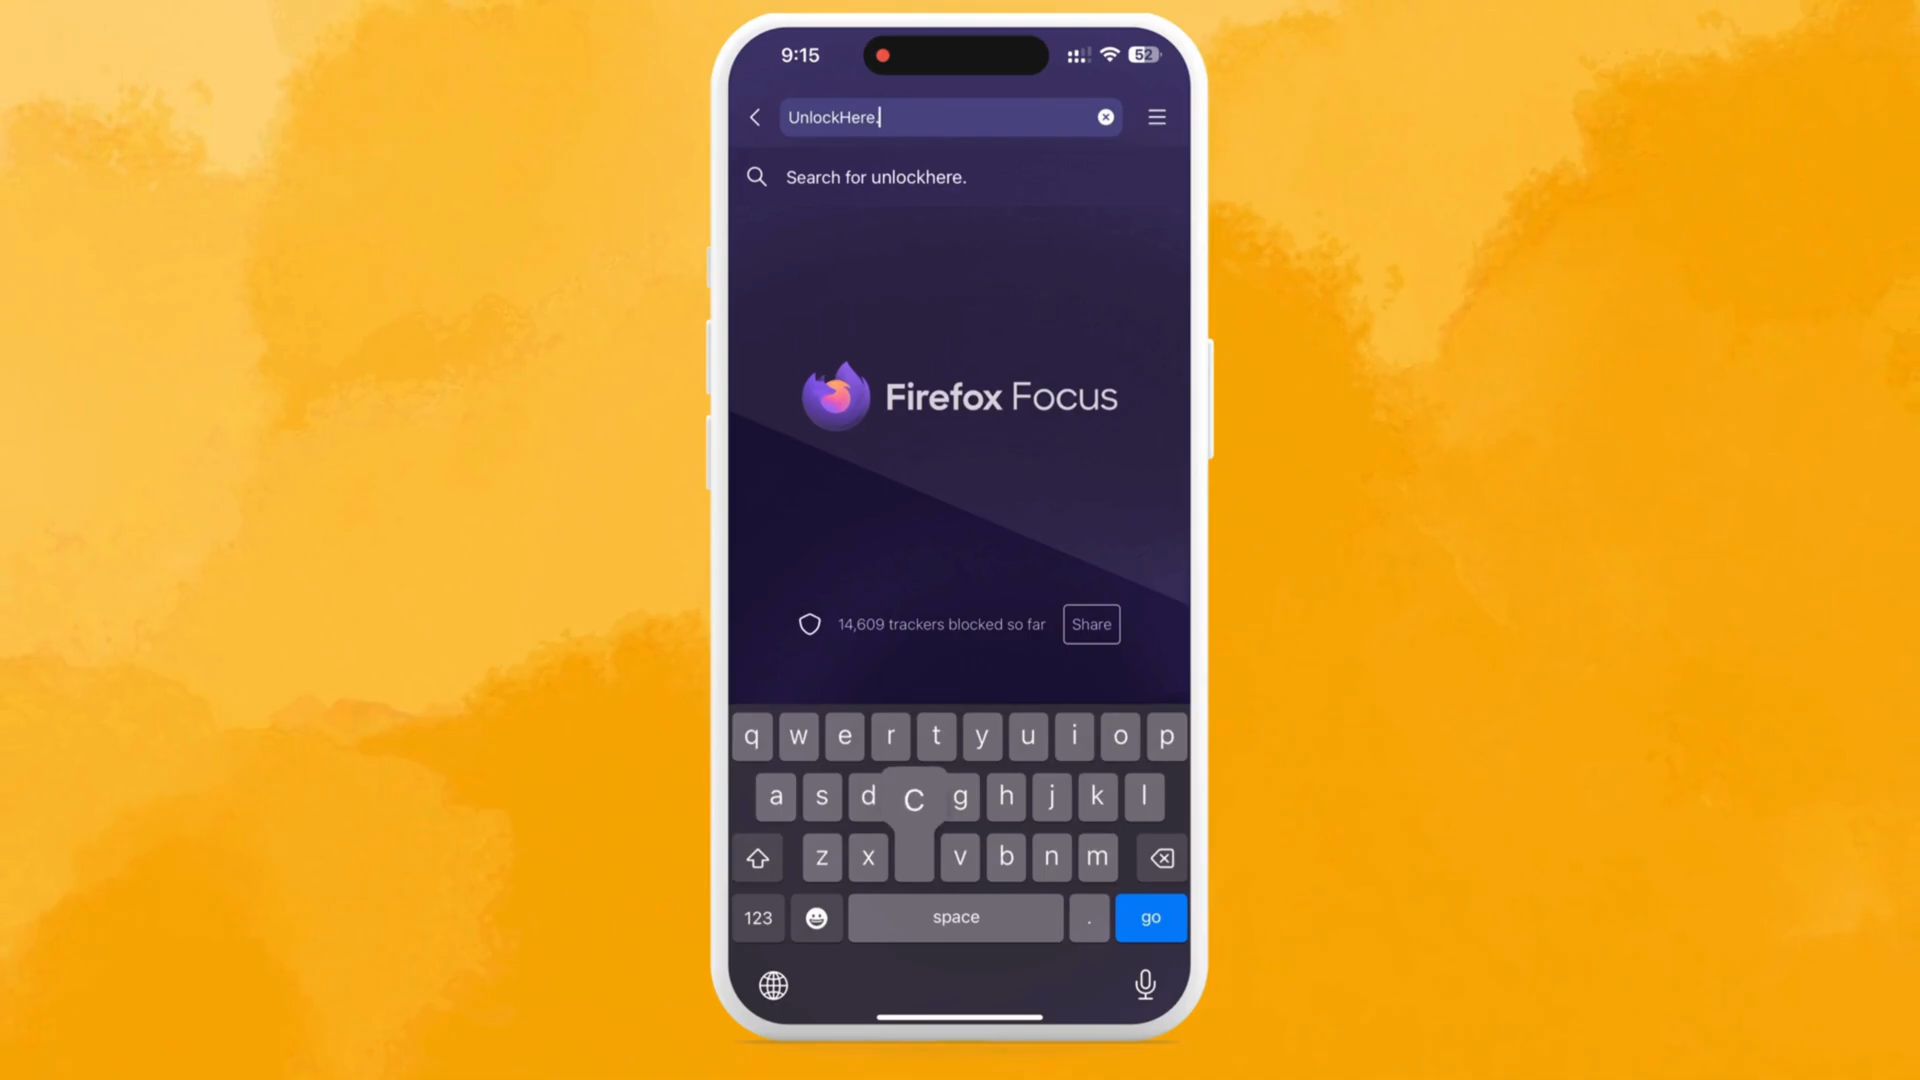 9:15
52
UnlockHere.
Search for unlockhere.
Firefox Focus
14,609 trackers blocked so far Share
q w e r t y u i o p
a s d c g h j k l
z x v b n m
123 space . go